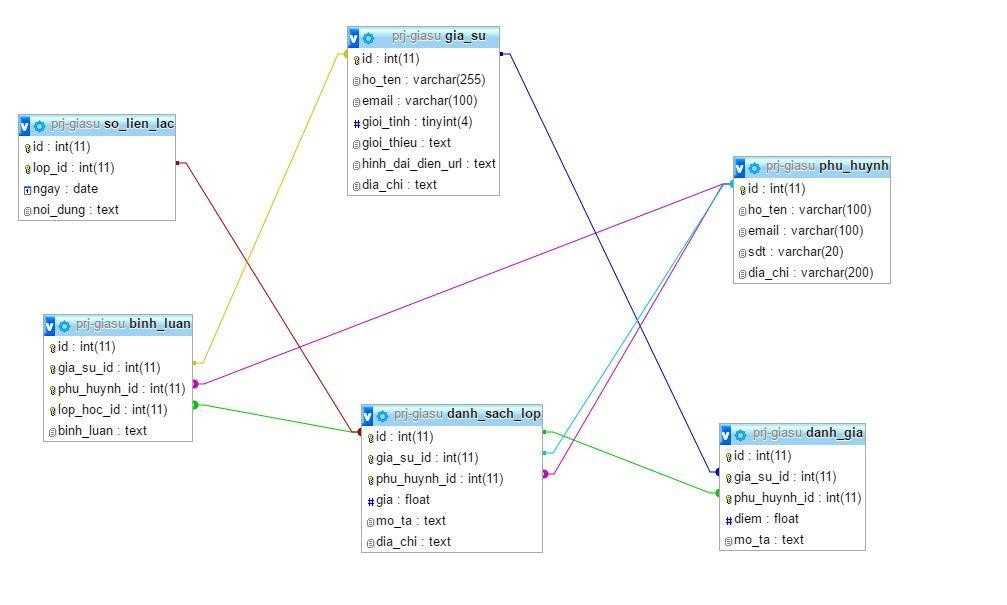 prj-giasu gia_su
id : int(11)
ho_ten : varchar(255)
email : varchar(100)
gioi_tinh : tinyint(4)
gioi_thieu : text
hinh_dai_dien_url : text
dia_chi : text
prj-giasu so_lien_lac
id : int(11)
lop_id : int(11)
ngay : date
noi_dung : text
prj-giasu phu_huynh
id : int(11)
ho_ten : varchar(100)
email : varchar(100)
sdt : varchar(20)
dia_chi : varchar(200)
prj-giasu binh_luan
id : int(11)
gia_su_id : int(11)
phu_huynh_id : int(11)
lop_hoc_id : int(11)
binh_luan : text
prj-giasu danh_sach_lop
id : int(11)
gia_su_id : int(11)
phu_huynh_id : int(11)
gia : float
mo_ta : text
dia_chi : text
prj-giasu danh_gia
id : int(11)
gia_su_id : int(11)
phu_huynh_id : int(11)
diem : float
mo_ta : text